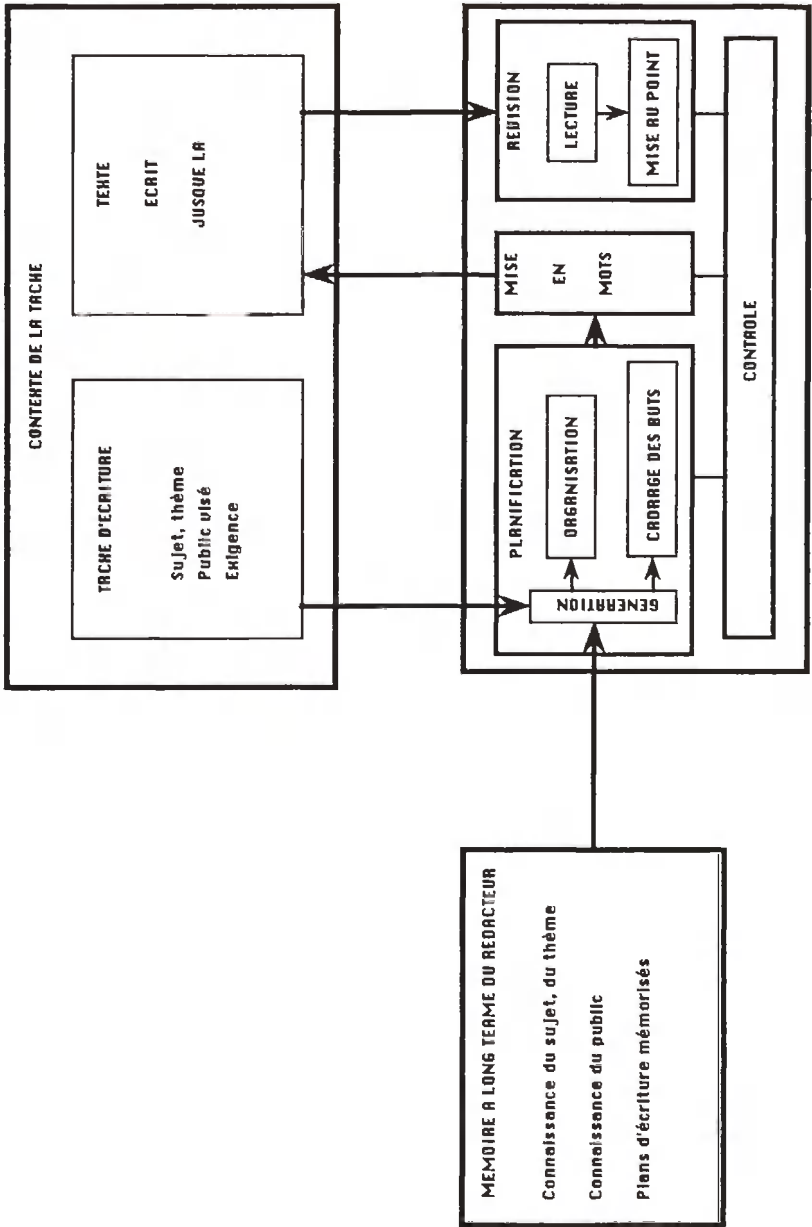 CONTEXTE DE LA TACHE
TACHE D'ECRITURE
Sujet, thème
Public visé
Exigence
TEXTE
ECRIT
JUSQUE LA
MEMOIRE A LONG TERME DU REDACTEUR
Connaissance du sujet, du thème
Connaissance du public
Plans d'écriture mémorisés
PLANIFICATION
GENERATION
ORGANISATION
CADRAGE DES BUTS
MISE
EN
MOTS
REVISION
LECTURE
MISE AU POINT
CONTROLE